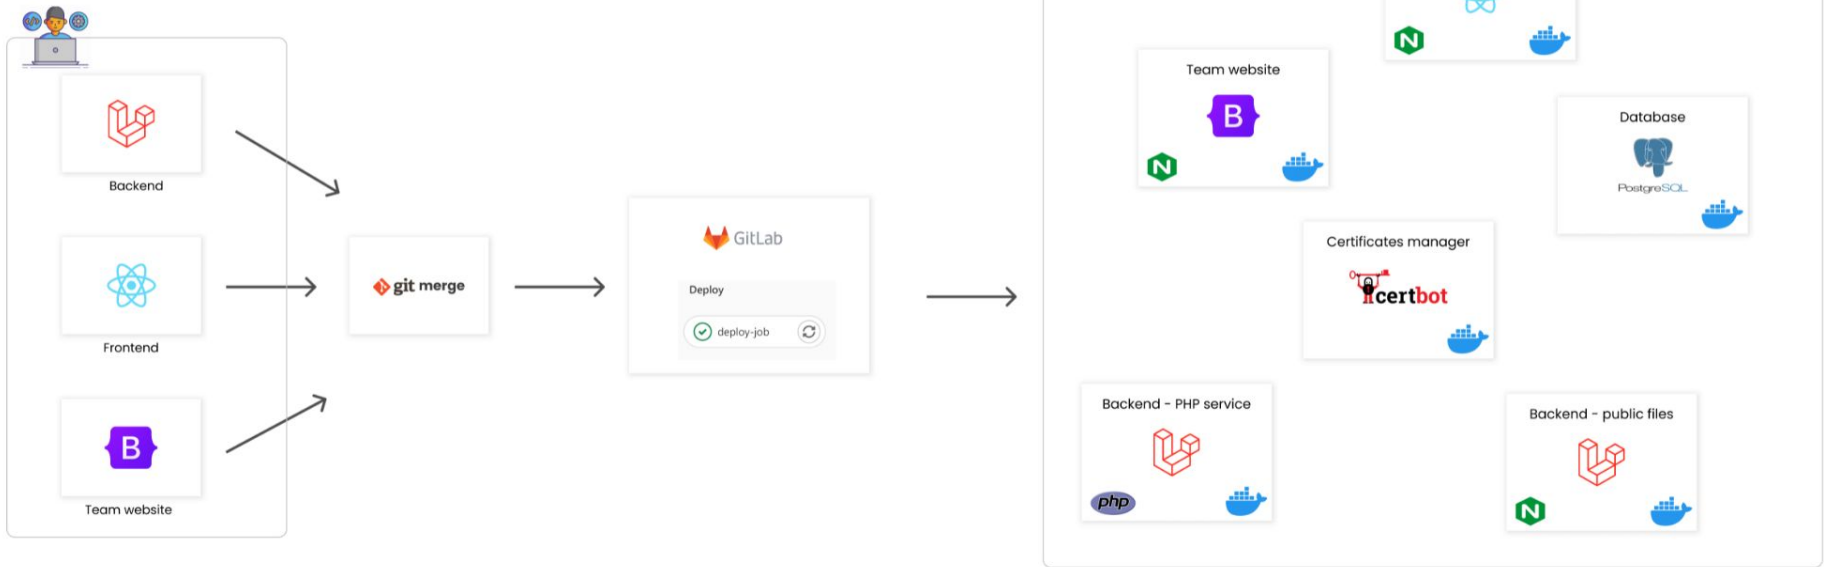 Backend
Frontend
B
Team website
git merge
GitLab
Deploy
deploy-job
N
Team website
B
N
Database
PostgreSQL
Certificates manager
certbot
Backend - PHP service
php
Backend - public files
N